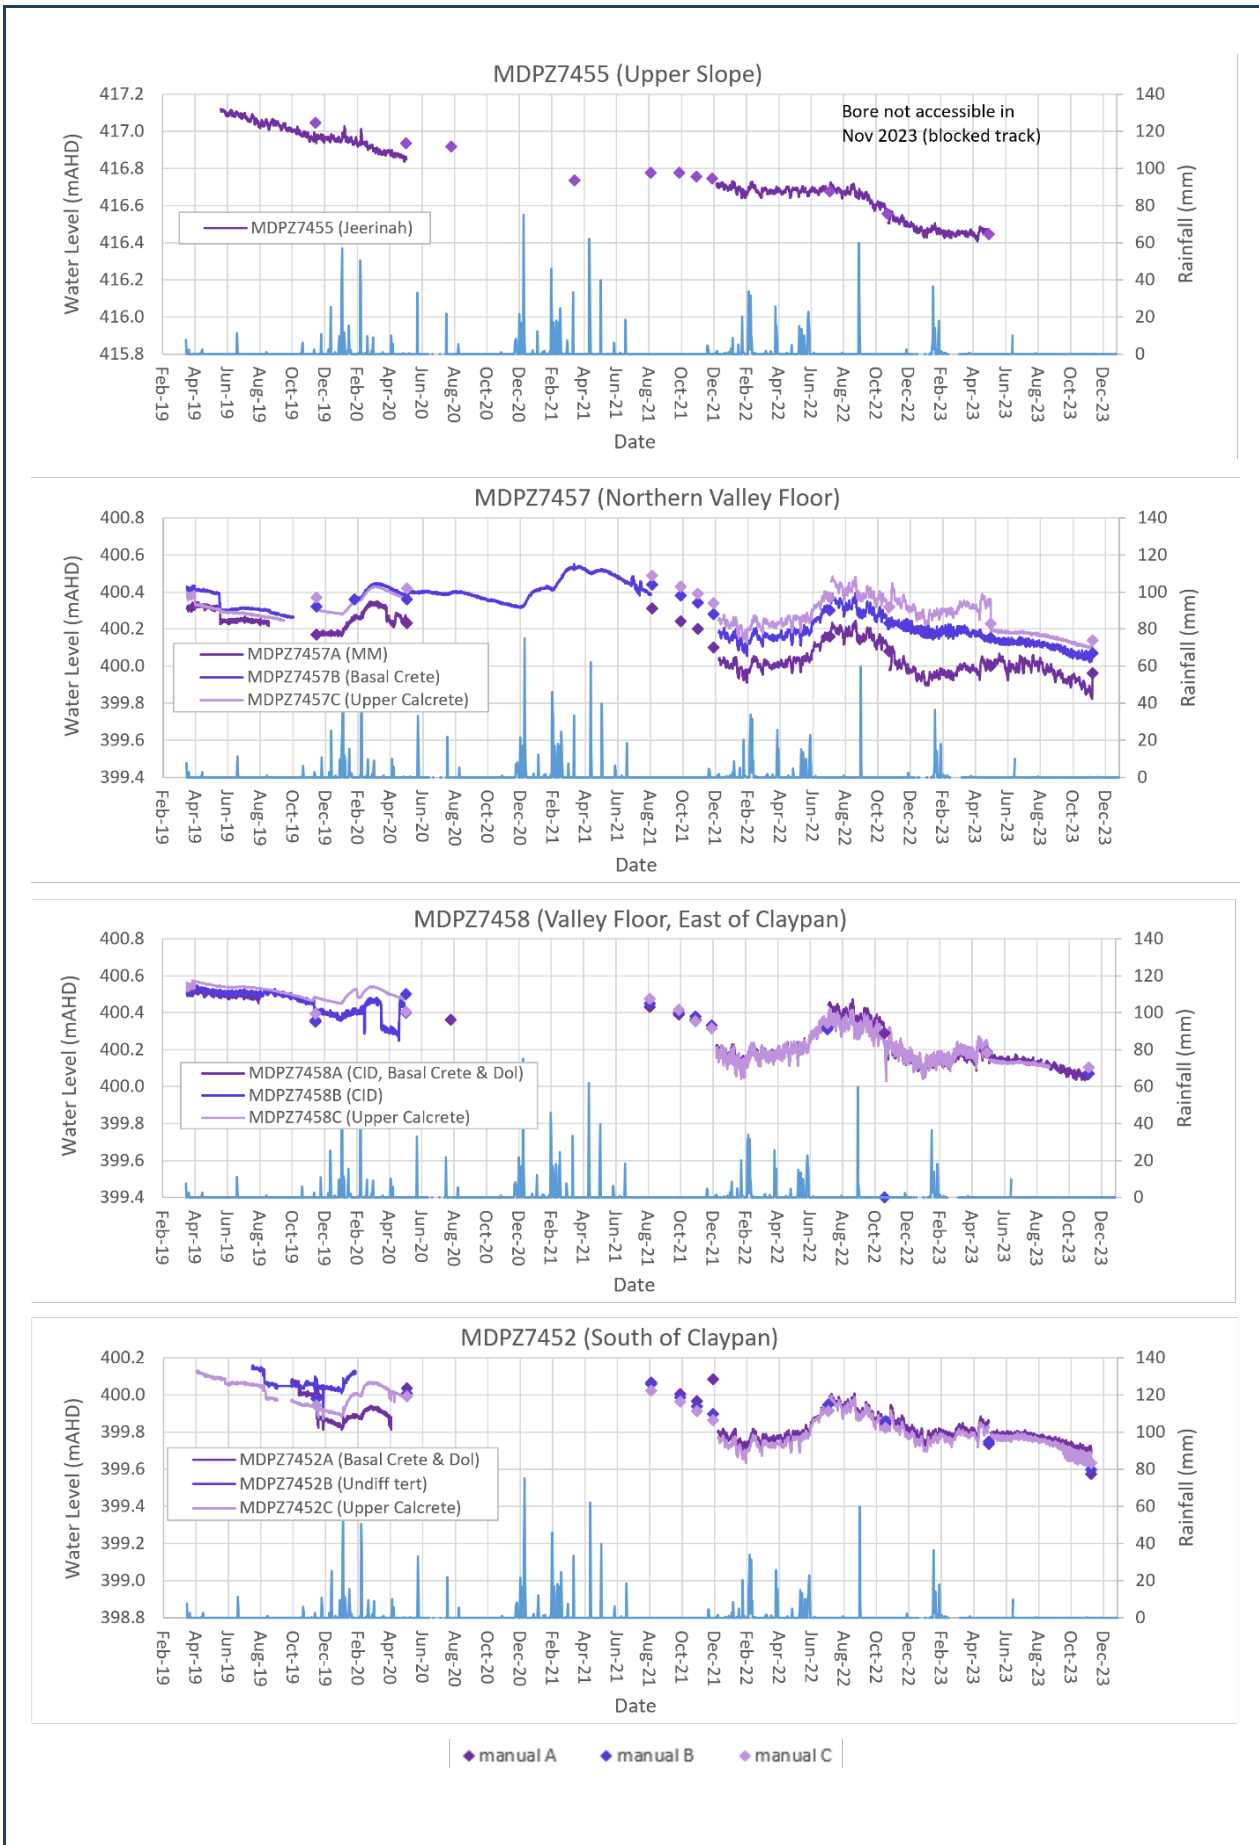 MDPZ7455 (Upper Slope)
Water Level (mAHD)
417.2
417.0
416.8
416.6
416.4
416.2
416.0
415.8
140
120
100
80
60
40
20
0
Rainfall (mm)
Bore not accessible in
Nov 2023 (blocked track)
MDPZ7455 (Jeerinah)
Feb-19 Apr-19 Jun-19 Aug-19 Oct-19 Dec-19 Feb-20 Apr-20 Jun-20 Aug-20 Oct-20 Dec-20 Feb-21 Apr-21 Jun-21 Aug-21 Oct-21 Dec-21 Feb-22 Apr-22 Jun-22 Aug-22 Oct-22 Dec-22 Feb-23 Apr-23 Jun-23 Aug-23 Oct-23 Dec-23
Date
MDPZ7457 (Northern Valley Floor)
Water Level (mAHD)
400.8
400.6
400.4
400.2
400.0
399.8
399.6
399.4
140
120
100
80
60
40
20
0
Rainfall (mm)
MDPZ7457A (MM)
MDPZ7457B (Basal Crete)
MDPZ7457C (Upper Calcrete)
Feb-19 Apr-19 Jun-19 Aug-19 Oct-19 Dec-19 Feb-20 Apr-20 Jun-20 Aug-20 Oct-20 Dec-20 Feb-21 Apr-21 Jun-21 Aug-21 Oct-21 Dec-21 Feb-22 Apr-22 Jun-22 Aug-22 Oct-22 Dec-22 Feb-23 Apr-23 Jun-23 Aug-23 Oct-23 Dec-23
Date
MDPZ7458 (Valley Floor, East of Claypan)
Water Level (mAHD)
400.8
400.6
400.4
400.2
400.0
399.8
399.6
399.4
140
120
100
80
60
40
20
0
Rainfall (mm)
MDPZ7458A (CID, Basal Crete & Dol)
MDPZ7458B (CID)
MDPZ7458C (Upper Calcrete)
Feb-19 Apr-19 Jun-19 Aug-19 Oct-19 Dec-19 Feb-20 Apr-20 Jun-20 Aug-20 Oct-20 Dec-20 Feb-21 Apr-21 Jun-21 Aug-21 Oct-21 Dec-21 Feb-22 Apr-22 Jun-22 Aug-22 Oct-22 Dec-22 Feb-23 Apr-23 Jun-23 Aug-23 Oct-23 Dec-23
Date
MDPZ7452 (South of Claypan)
Water Level (mAHD)
400.2
400.0
399.8
399.6
399.4
399.2
399.0
398.8
140
120
100
80
60
40
20
0
Rainfall (mm)
MDPZ7452A (Basal Crete & Dol)
MDPZ7452B (Undiff tert)
MDPZ7452C (Upper Calcrete)
Feb-19 Apr-19 Jun-19 Aug-19 Oct-19 Dec-19 Feb-20 Apr-20 Jun-20 Aug-20 Oct-20 Dec-20 Feb-21 Apr-21 Jun-21 Aug-21 Oct-21 Dec-21 Feb-22 Apr-22 Jun-22 Aug-22 Oct-22 Dec-22 Feb-23 Apr-23 Jun-23 Aug-23 Oct-23 Dec-23
Date
manual A manual B manual C